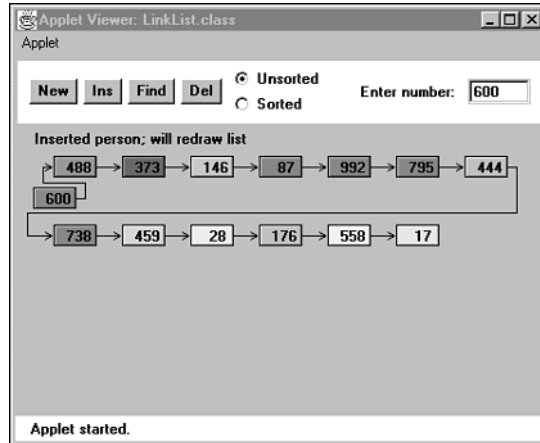 Applet Viewer: LinkList.class
Applet
New Ins Find Del Unsorted Sorted Enter number: 600
Inserted person; will redraw list
488 373 146 87 992 795 444
600
738 459 28 176 558 17
Applet started.